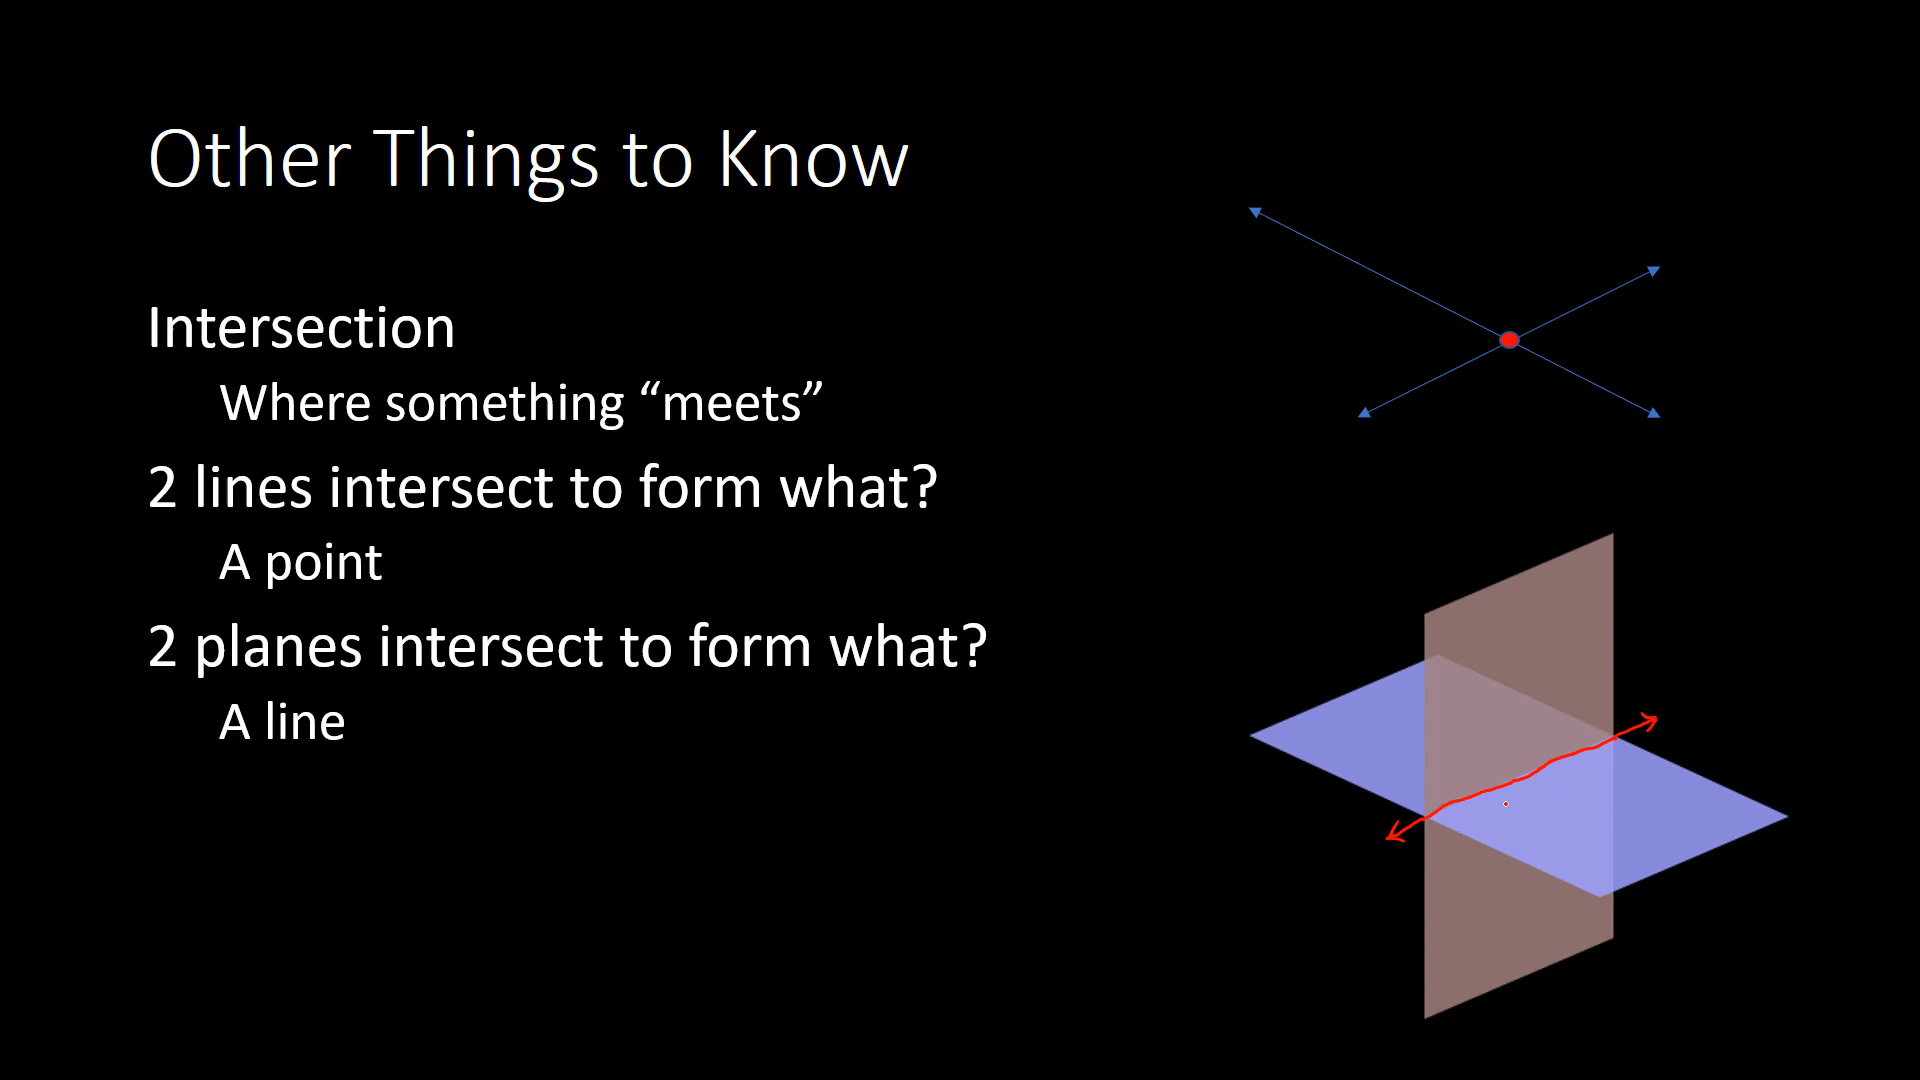 Other Things to Know
Intersection
Where something “meets”
2 lines intersect to form what?
A point
2 planes intersect to form what?
A line